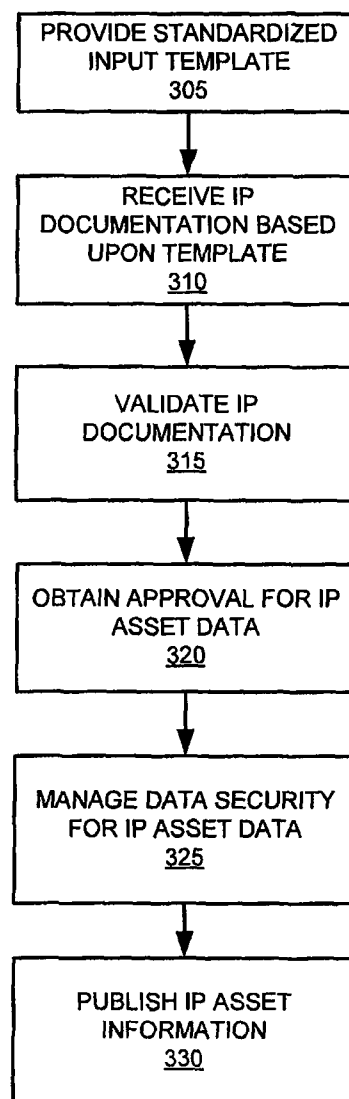 PROVIDE STANDARDIZED
INPUT TEMPLATE
305
RECEIVE IP
DOCUMENTATION BASED
UPON TEMPLATE
310
VALIDATE IP
DOCUMENTATION
315
OBTAIN APPROVAL FOR IP
ASSET DATA
320
MANAGE DATA SECURITY
FOR IP ASSET DATA
325
PUBLISH IP ASSET
INFORMATION
330